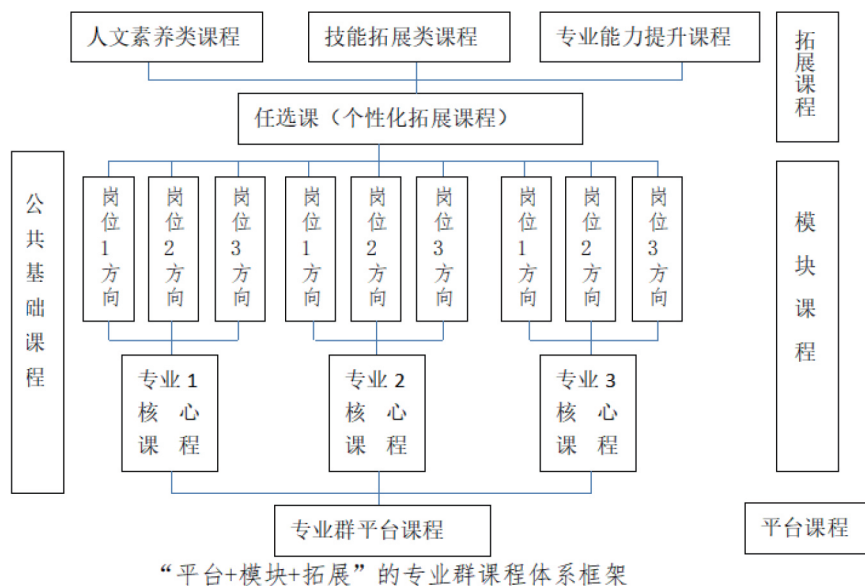 人文素养类课程
技能拓展类课程
专业能力提升课程
拓展课程
任选课（个性化拓展课程）
公共基础课程
岗位1方向
岗位2方向
岗位3方向
岗位1方向
岗位2方向
岗位3方向
岗位1方向
岗位2方向
岗位3方向
模块课程
专业1
核心
课程
专业2
核心
课程
专业3
核心
课程
专业群平台课程
平台课程
“平台+模块+拓展”的专业群课程体系框架